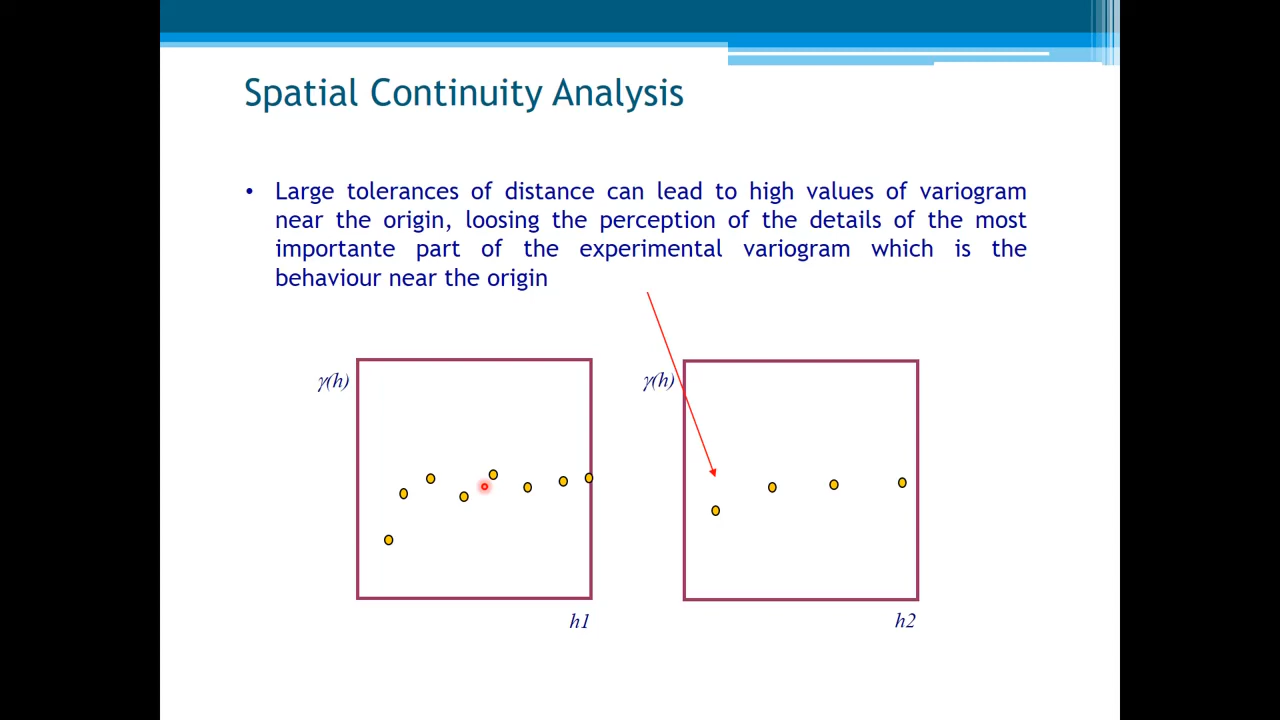 Spatial Continuity Analysis
• Large tolerances of distance can lead to high values of variogram
near the origin, loosing the perception of the details of the most
importante part of the experimental variogram which is the
behaviour near the origin
γ(h)
γ(h)
h1
h2